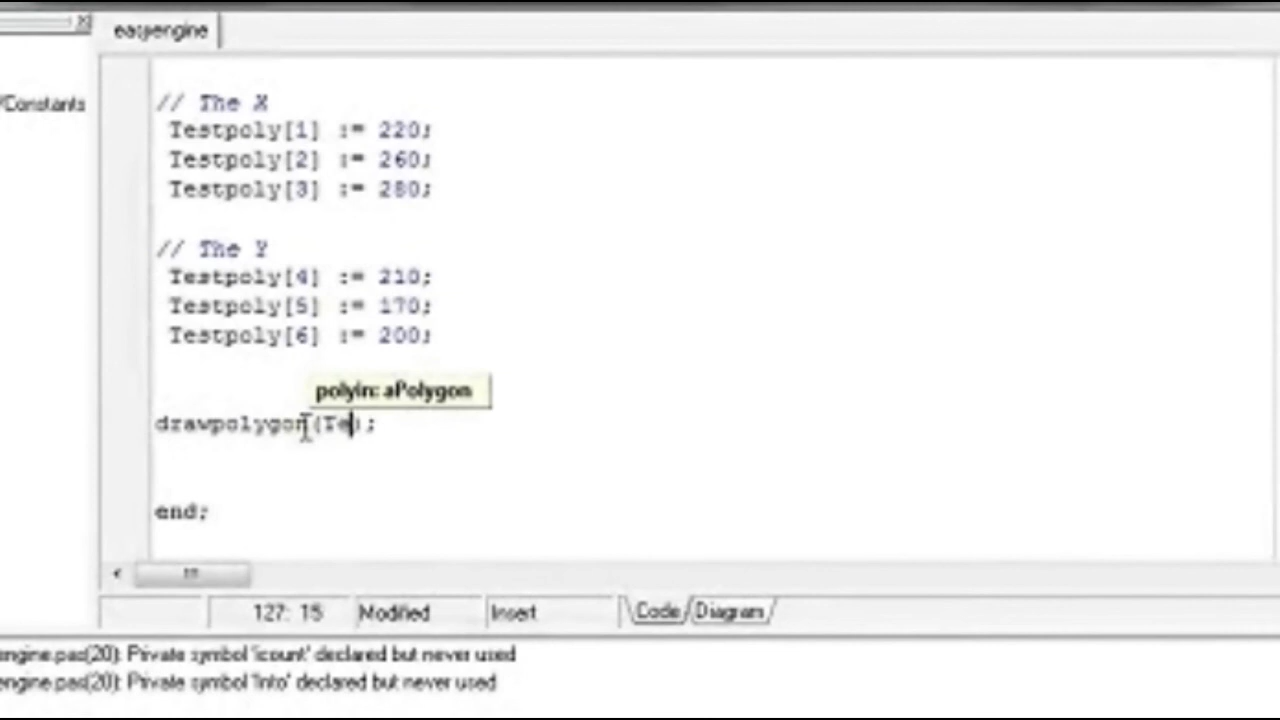 easyengine
/Constants
// The X
Testpoly[1] := 220;
Testpoly[2] := 260;
Testpoly[3] := 280;
// The Y
Testpoly[4] := 210;
Testpoly[5] := 170;
Testpoly[6] := 200;
polyin: aPolygon
drawpolygon(Te);
end;
127: 15 Modified Insert Code Diagram
engine.pas(20): Private symbol 'icount' declared but never used
engine.pas(20): Private symbol 'Into' declared but never used